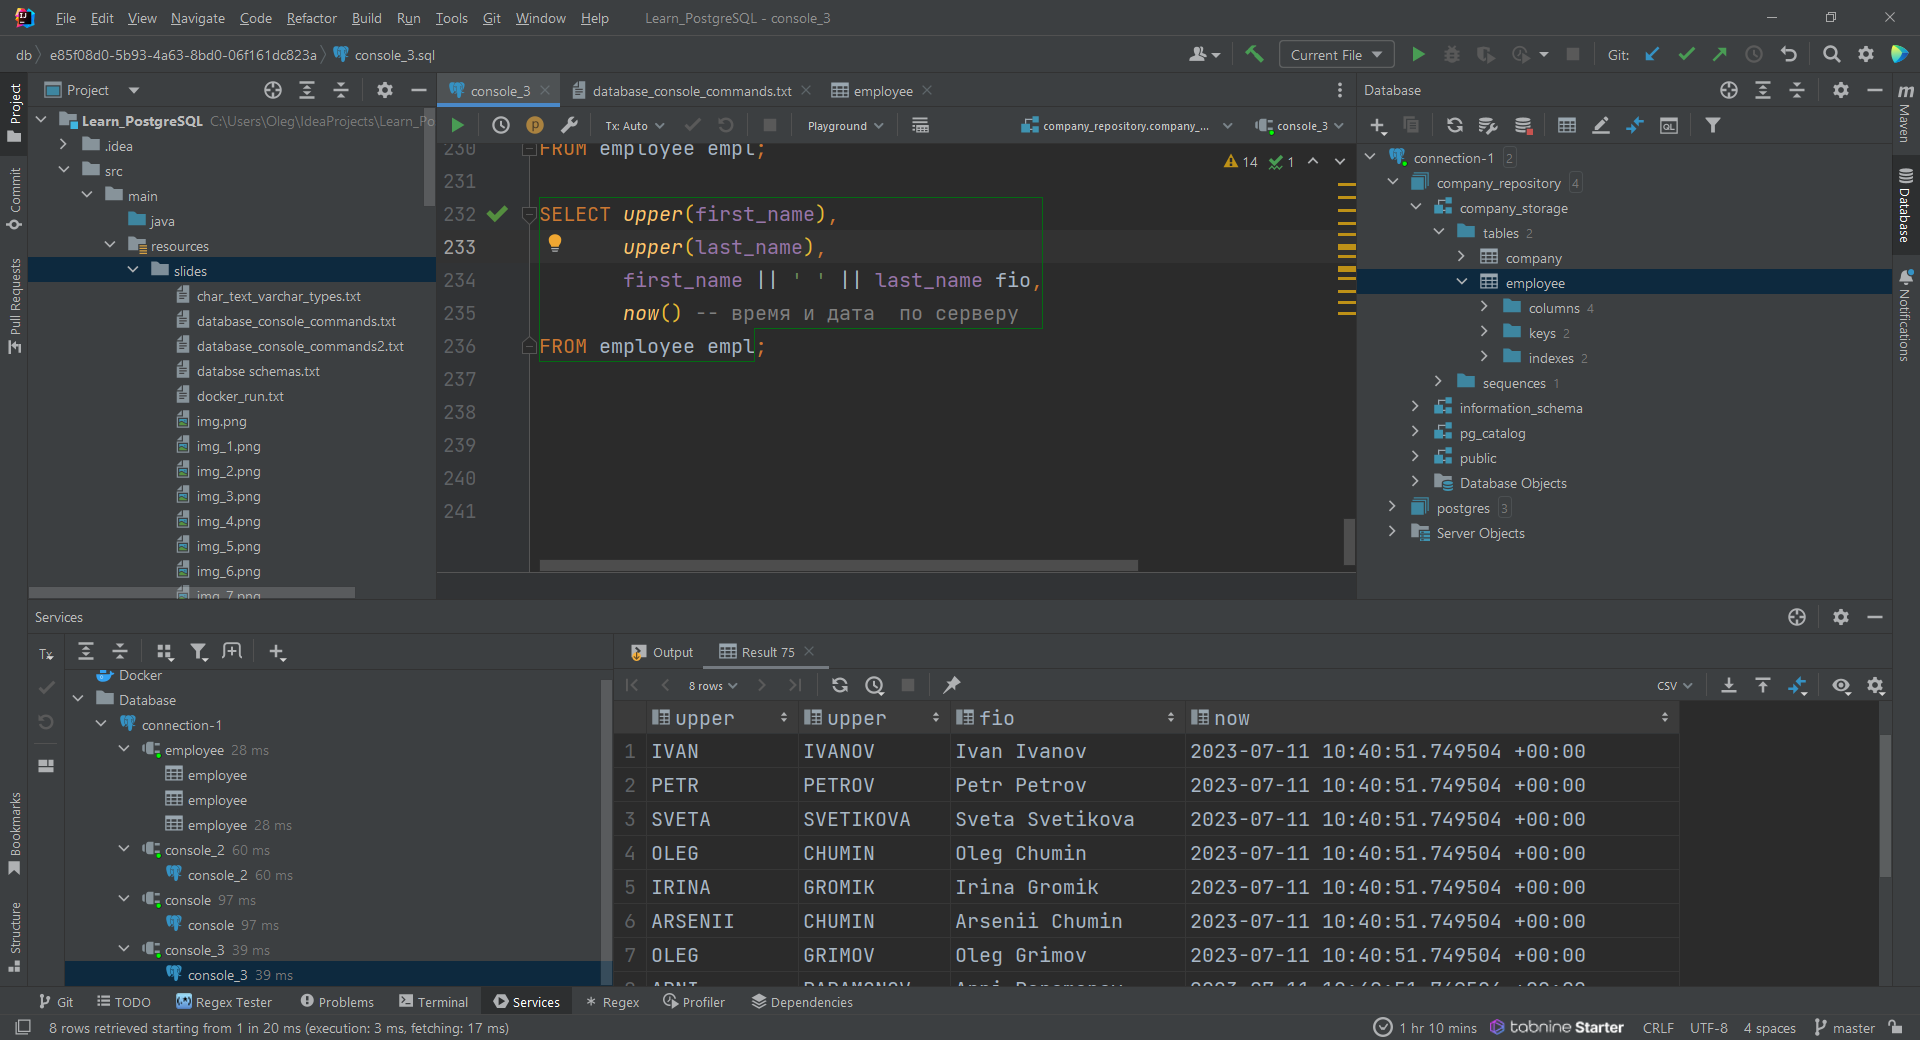 File Edit View Navigate Code Refactor Build Run Tools Git Window Help Learn_PostgreSQL - console_3
db e85f08d0-5b93-4a63-8bd0-06f161dc823a console_3.sql Current File Git:
Project
Commit
Pull Requests
Bookmarks
Structure
Project
Learn_PostgreSQL C:\Users\Oleg\IdeaProjects\Learn_Po
.idea
src
main
java
resources
slides
char_text_varchar_types.txt
database_console_commands.txt
database_console_commands2.txt
databse schemas.txt
docker_run.txt
img.png
img_1.png
img_2.png
img_3.png
img_4.png
img_5.png
img_6.png
img_7.png
console_3 database_console_commands.txt employee
Tx: Auto Playground company_repository.company_... console_3
14 1
230 FROM employee empl;
231
232 SELECT upper(first_name),
233 upper(last_name),
234 first_name || ' ' || last_name fio,
235 now() -- время и дата по серверу
236 FROM employee empl;
237
238
239
240
241
Database
connection-1 2
company_repository 4
company_storage
tables 2
company
employee
columns 4
keys 2
indexes 2
sequences 1
information_schema
pg_catalog
public
Database Objects
postgres 3
Server Objects
Maven
Database
Notifications
Services
Tx
Docker
Database
connection-1
employee 28 ms
employee
employee
employee 28 ms
console_2 60 ms
console_2 60 ms
console 97 ms
console 97 ms
console_3 39 ms
console_3 39 ms
Output Result 75
8 rows CSV
upper upper fio now
1 IVAN IVANOV Ivan Ivanov 2023-07-11 10:40:51.749504 +00:00
2 PETR PETROV Petr Petrov 2023-07-11 10:40:51.749504 +00:00
3 SVETA SVETIKOVA Sveta Svetikova 2023-07-11 10:40:51.749504 +00:00
4 OLEG CHUMIN Oleg Chumin 2023-07-11 10:40:51.749504 +00:00
5 IRINA GROMIK Irina Gromik 2023-07-11 10:40:51.749504 +00:00
6 ARSENII CHUMIN Arsenii Chumin 2023-07-11 10:40:51.749504 +00:00
7 OLEG GRIMOV Oleg Grimov 2023-07-11 10:40:51.749504 +00:00
Git TODO Regex Tester Problems Terminal Services Regex Profiler Dependencies
8 rows retrieved starting from 1 in 20 ms (execution: 3 ms, fetching: 17 ms) 1 hr 10 mins tabnine Starter CRLF UTF-8 4 spaces master